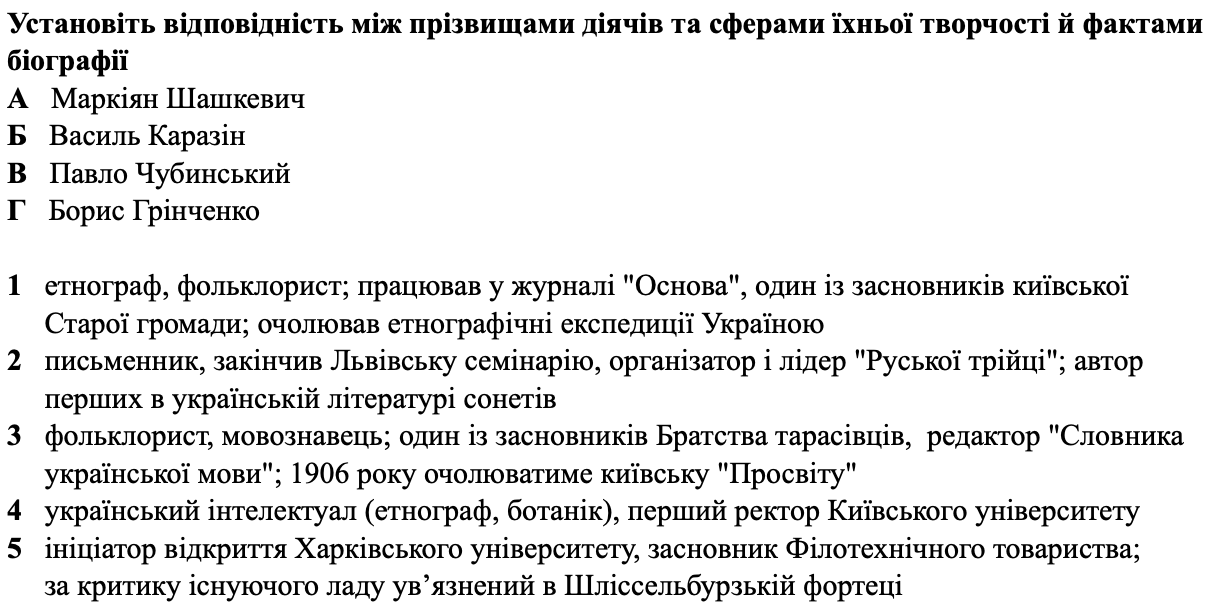 Установіть відповідність між прізвищами діячів та сферами їхньої творчості й фактами
біографії
А Маркіян Шашкевич
Б Василь Каразін
В Павло Чубинський
Г Борис Грінченко
1 етнограф, фольклорист; працював у журналі "Основа", один із засновників київської
Старої громади; очолював етнографічні експедиції Україною
2 письменник, закінчив Львівську семінарію, організатор і лідер "Руської трійці"; автор
перших в українській літературі сонетів
3 фольклорист, мовознавець; один із засновників Братства тарасівців, редактор "Словника
української мови"; 1906 року очолюватиме київську "Просвіту"
4 український інтелектуал (етнограф, ботанік), перший ректор Київського університету
5 ініціатор відкриття Харківського університету, засновник Філотехнічного товариства;
за критику існуючого ладу ув’язнений в Шліссельбурзькій фортеці